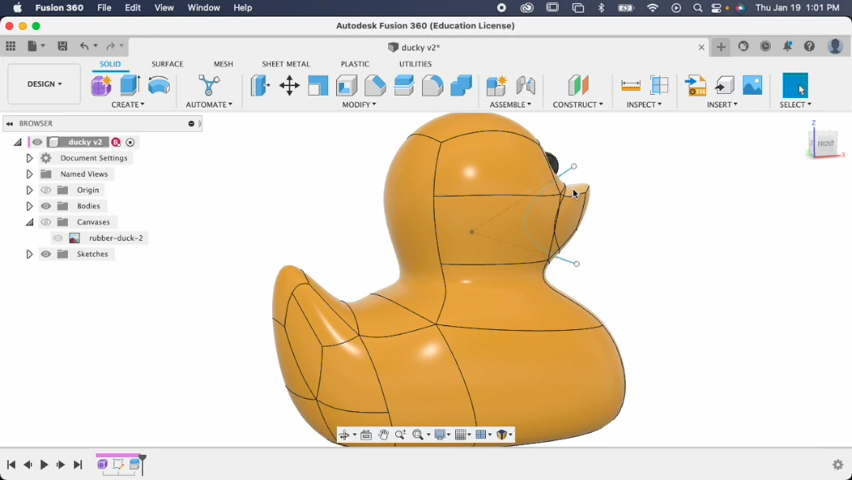 Fusion 360 File Edit View Window Help Thu Jan 19 1:01 PM
Autodesk Fusion 360 (Education License)
ducky v2*
SOLID SURFACE MESH SHEET METAL PLASTIC UTILITIES
DESIGN
CREATE AUTOMATE MODIFY ASSEMBLE CONSTRUCT INSPECT INSERT SELECT
BROWSER
ducky v2
Document Settings
Named Views
Origin
Bodies
Canvases
rubber-duck-2
Sketches
Z
FRONT
X